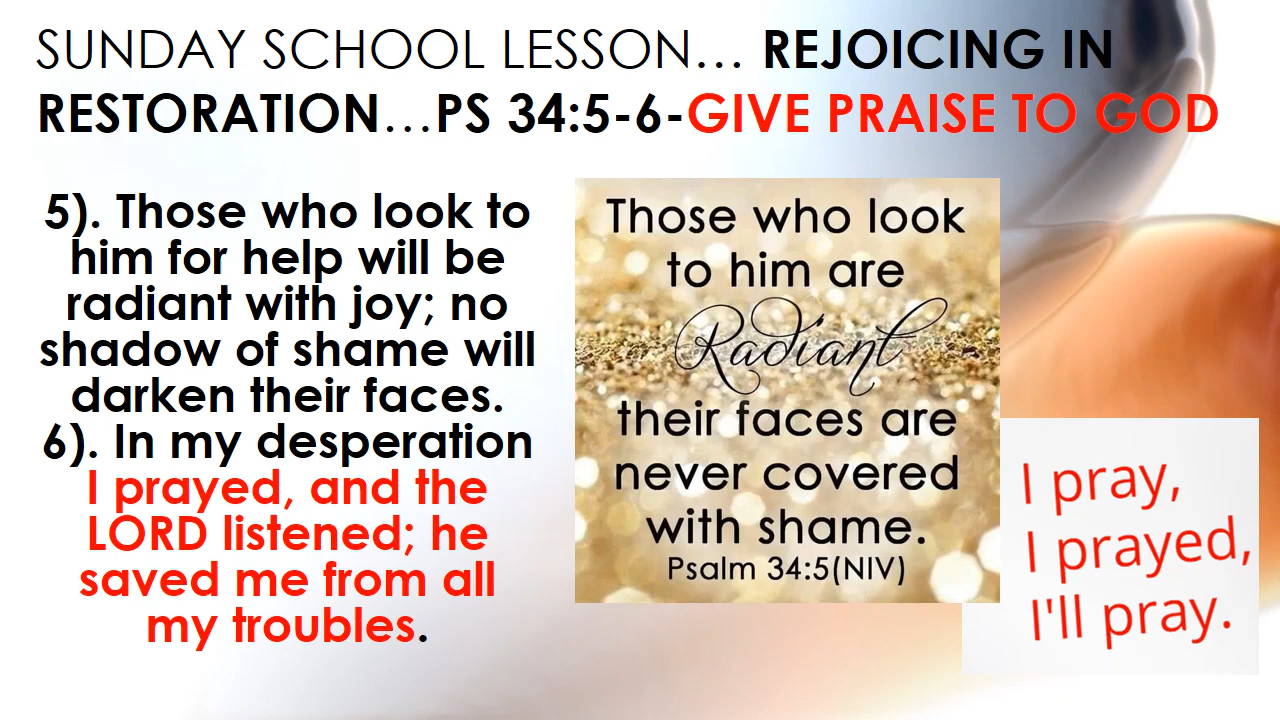 SUNDAY SCHOOL LESSON... REJOICING IN
RESTORATION...PS 34:5-6-GIVE PRAISE TO GOD
5). Those who look to
him for help will be
radiant with joy; no
shadow of shame will
darken their faces.
6). In my desperation
I prayed, and the
LORD listened; he
saved me from all
my troubles.
Those who look
to him are
Radiant
their faces are
never covered
with shame.
Psalm 34:5(NIV)
I pray,
I prayed,
I'll pray.